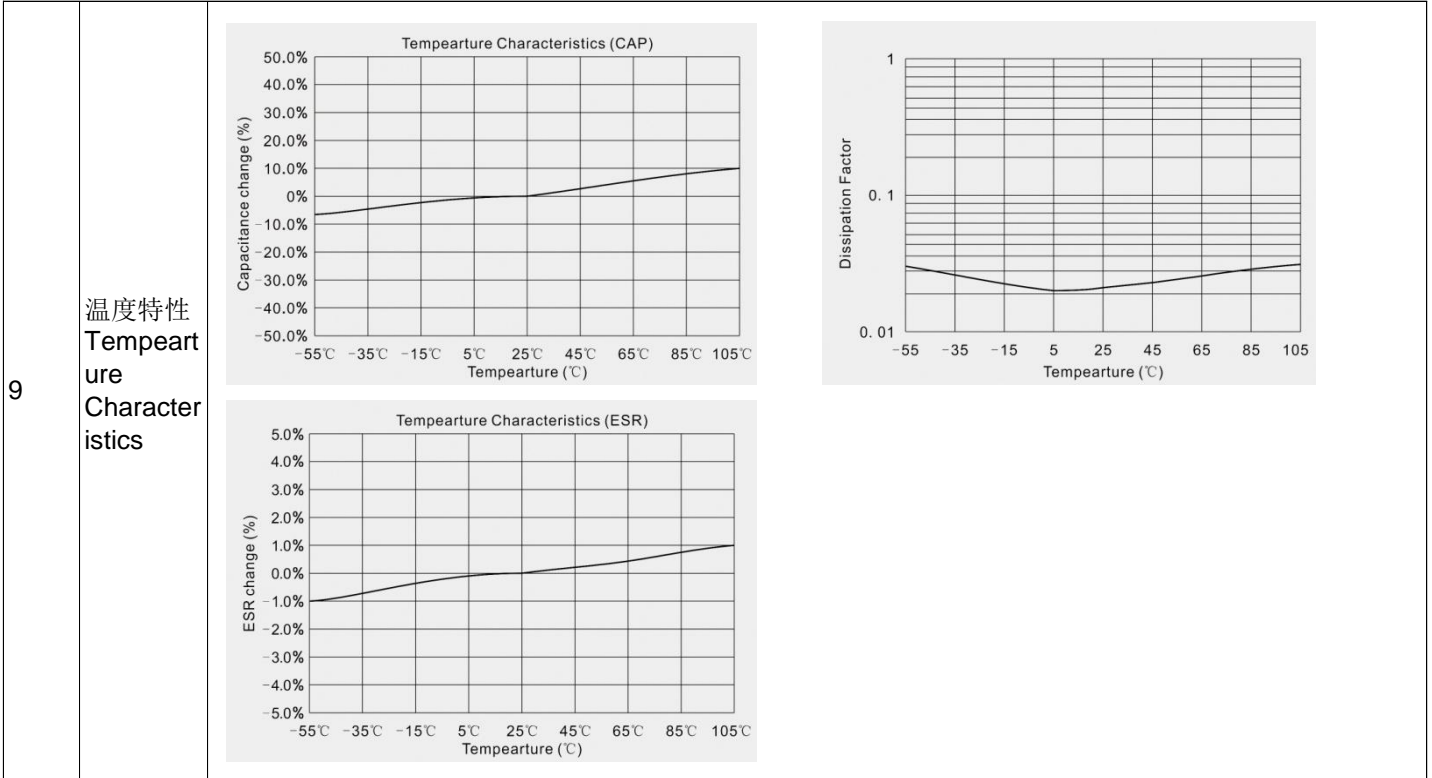 9
温度特性
Tempeart
ure
Character
istics
Tempearture Characteristics (CAP)
Capacitance change (%)
50.0%
40.0%
30.0%
20.0%
10.0%
0%
-10.0%
-20.0%
-30.0%
-40.0%
-50.0%
-55℃ -35℃ -15℃ 5℃ 25℃ 45℃ 65℃ 85℃ 105℃
Tempearture (℃)
Dissipation Factor
1
0.1
0.01
-55 -35 -15 5 25 45 65 85 105
Tempearture (℃)
Tempearture Characteristics (ESR)
ESR change (%)
5.0%
4.0%
3.0%
2.0%
1.0%
0.0%
-1.0%
-2.0%
-3.0%
-4.0%
-5.0%
-55℃ -35℃ -15℃ 5℃ 25℃ 45℃ 65℃ 85℃ 105℃
Tempearture (℃)